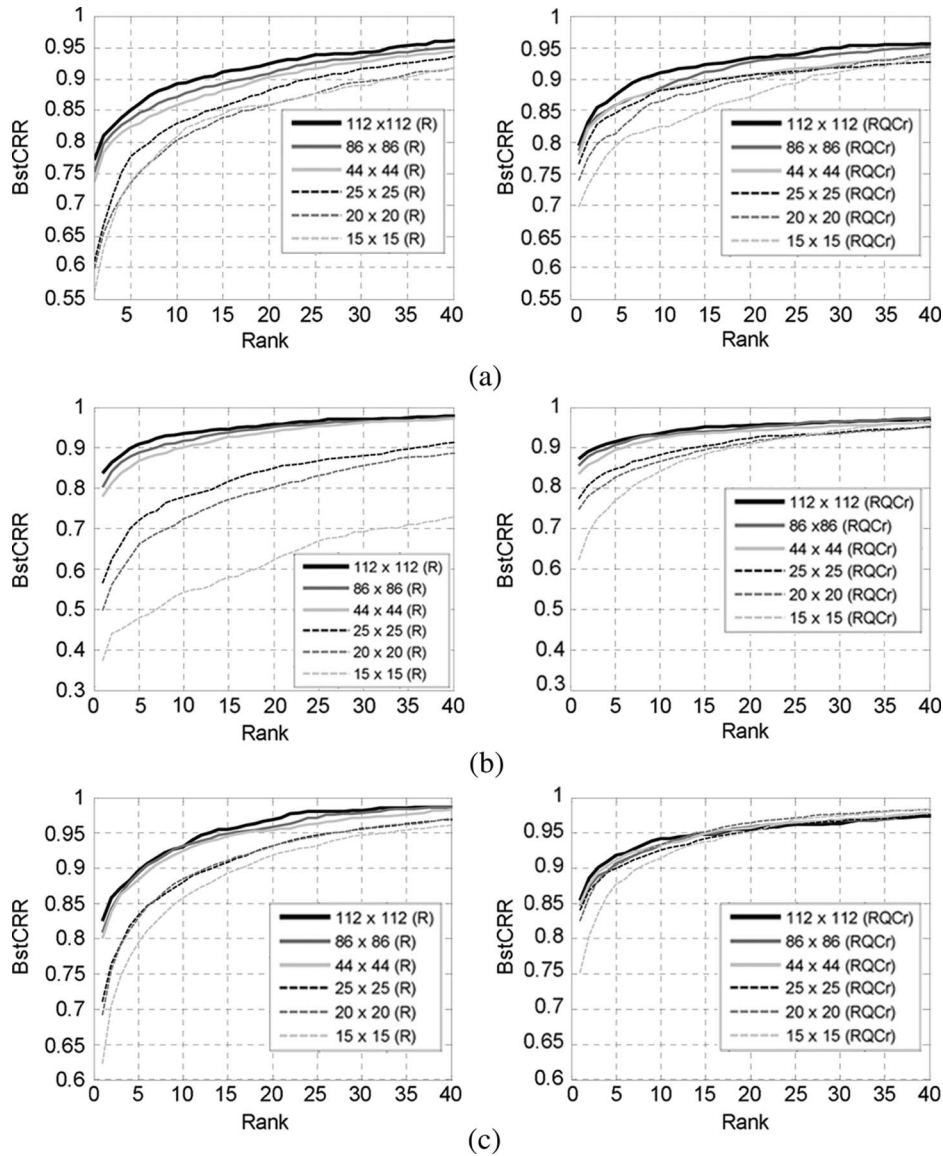 1
0.95
0.9
0.85
0.8
0.75
0.7
0.65
0.6
0.55
BstCRR
5 10 15 20 25 30 35 40
Rank
112 x112 (R)
86 x 86 (R)
44 x 44 (R)
25 x 25 (R)
20 x 20 (R)
15 x 15 (R)
1
0.95
0.9
0.85
0.8
0.75
0.7
0.65
0.6
0.55
BstCRR
0 5 10 15 20 25 30 35 40
Rank
112 x 112 (RQCr)
86 x 86 (RQCr)
44 x 44 (RQCr)
25 x 25 (RQCr)
20 x 20 (RQCr)
15 x 15 (RQCr)
(a)
1
0.9
0.8
0.7
0.6
0.5
0.4
0.3
BstCRR
0 5 10 15 20 25 30 35 40
Rank
112 x 112 (R)
86 x 86 (R)
44 x 44 (R)
25 x 25 (R)
20 x 20 (R)
15 x 15 (R)
1
0.9
0.8
0.7
0.6
0.5
0.4
0.3
BstCRR
0 5 10 15 20 25 30 35 40
Rank
112 x 112 (RQCr)
86 x86 (RQCr)
44 x 44 (RQCr)
25 x 25 (RQCr)
20 x 20 (RQCr)
15 x 15 (RQCr)
(b)
1
0.95
0.9
0.85
0.8
0.75
0.7
0.65
0.6
BstCRR
0 5 10 15 20 25 30 35 40
Rank
112 x 112 (R)
86 x 86 (R)
44 x 44 (R)
25 x 25 (R)
20 x 20 (R)
15 x 15 (R)
1
0.95
0.9
0.85
0.8
0.75
0.7
0.65
0.6
BstCRR
0 5 10 15 20 25 30 35 40
Rank
112 x 112 (RQCr)
86 x 86 (RQCr)
44 x 44 (RQCr)
25 x 25 (RQCr)
20 x 20 (RQCr)
15 x 15 (RQCr)
(c)